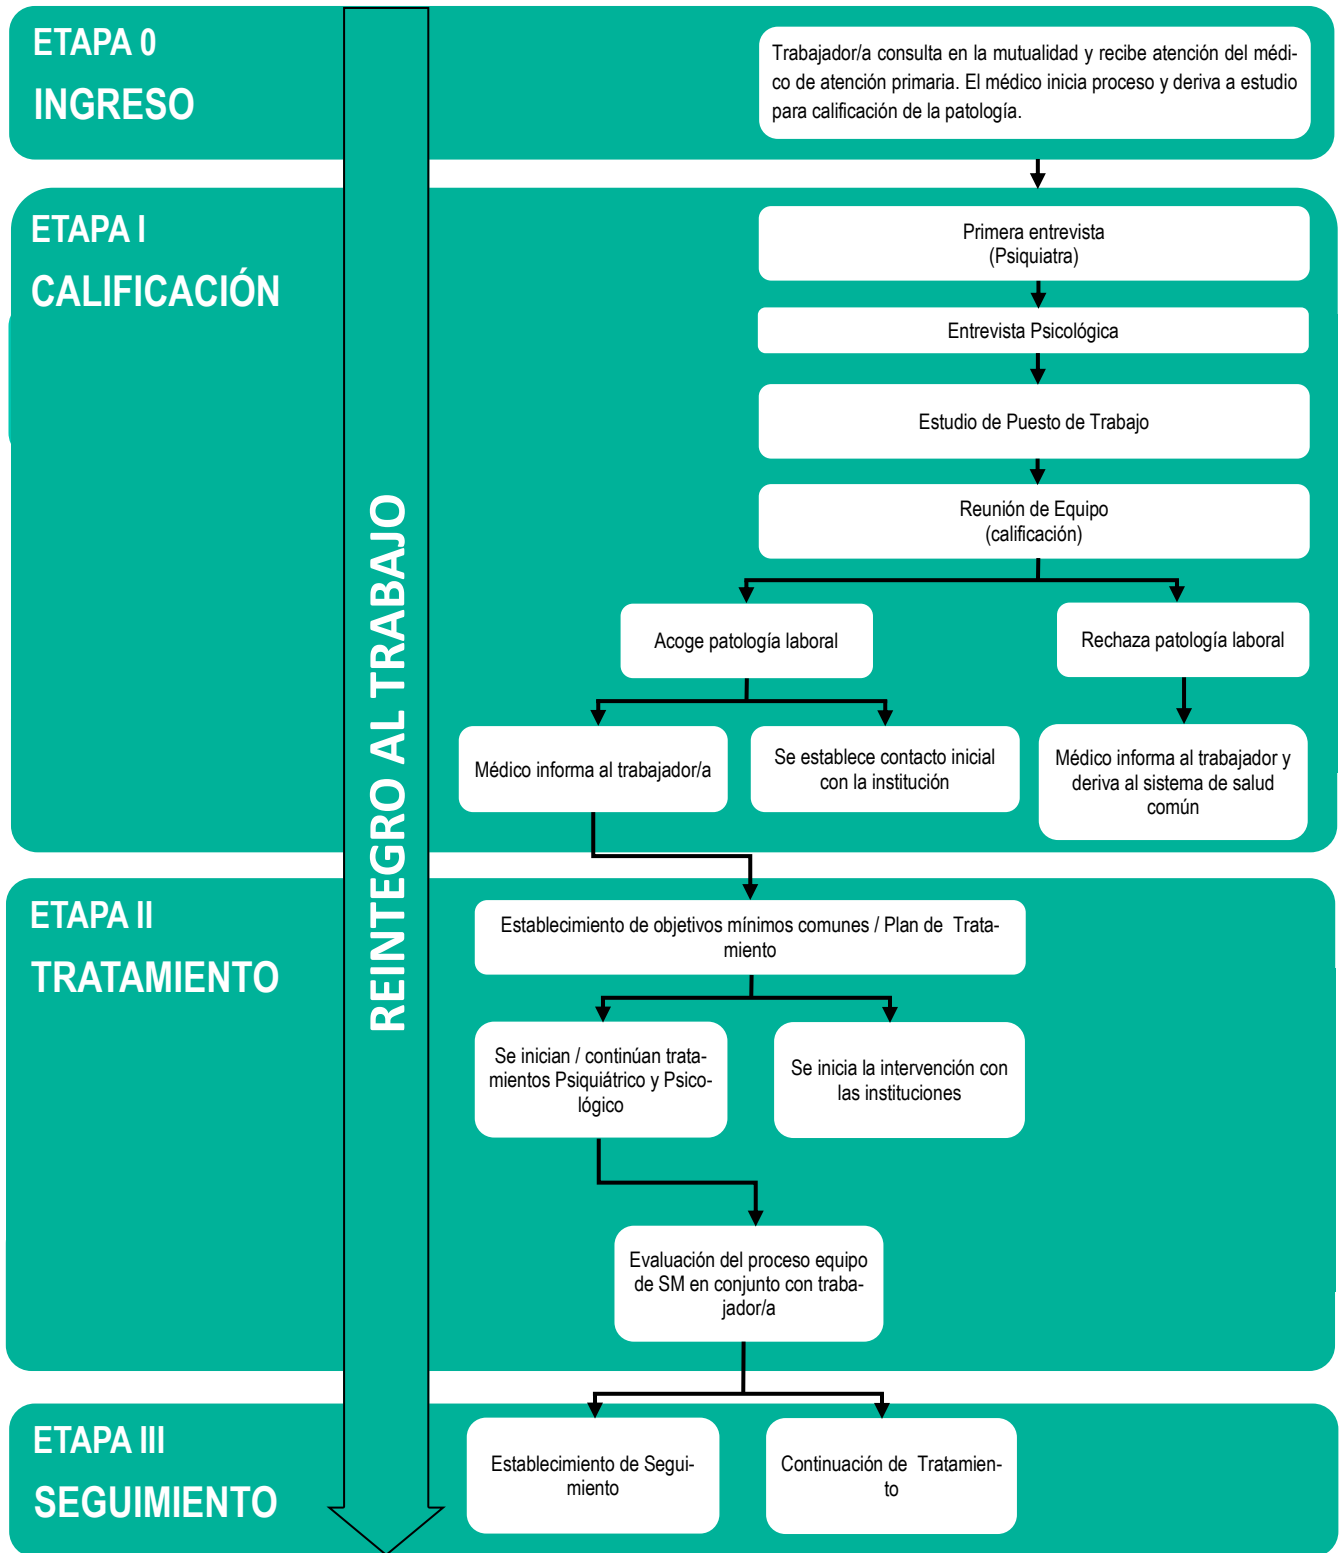 ETAPA 0
INGRESO
Trabajador/a consulta en la mutualidad y recibe atención del médi-
co de atención primaria. El médico inicia proceso y deriva a estudio
para calificación de la patología.
ETAPA I
CALIFICACIÓN
Primera entrevista
(Psiquiatra)
Entrevista Psicológica
Estudio de Puesto de Trabajo
Reunión de Equipo
(calificación)
Acoge patología laboral
Rechaza patología laboral
Médico informa al trabajador/a
Se establece contacto inicial
con la institución
Médico informa al trabajador y
deriva al sistema de salud
común
REINTEGRO AL TRABAJO
ETAPA II
TRATAMIENTO
Establecimiento de objetivos mínimos comunes / Plan de Trata-
miento
Se inician / continúan trata-
mientos Psiquiátrico y Psico-
lógico
Se inicia la intervención con
las instituciones
Evaluación del proceso equipo
de SM en conjunto con traba-
jador/a
ETAPA III
SEGUIMIENTO
Establecimiento de Segui-
miento
Continuación de Tratamien-
to